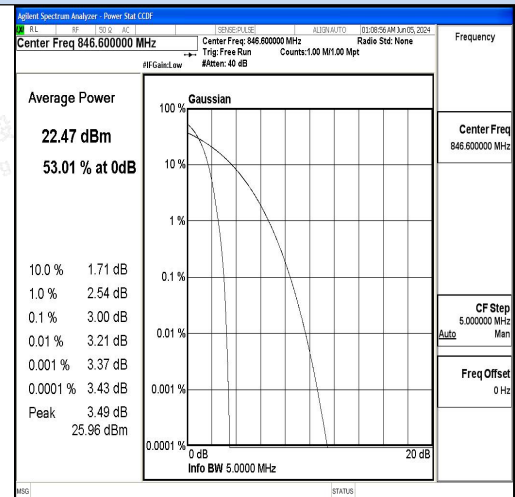 Agilent Spectrum Analyzer - Power Stat CCDF
RL RF 50 Ω AC SENSE:PULSE ALIGN AUTO 01:08:56 AM Jun 05, 2024
Center Freq 846.600000 MHz
Center Freq: 846.600000 MHz Radio Std: None
Trig: Free Run Counts:1.00 M/1.00 Mpt
#IFGain:Low #Atten: 40 dB
Frequency
Average Power
22.47 dBm
53.01 % at 0dB
10.0 % 1.71 dB
1.0 % 2.54 dB
0.1 % 3.00 dB
0.01 % 3.21 dB
0.001 % 3.37 dB
0.0001 % 3.43 dB
Peak 3.49 dB
25.96 dBm
Gaussian
100 %
10 %
1 %
0.1 %
0.01 %
0.001 %
0.0001 %
0 dB 20 dB
Info BW 5.0000 MHz
Center Freq
846.600000 MHz
CF Step
5.000000 MHz
Auto Man
Freq Offset
0 Hz
MSG STATUS